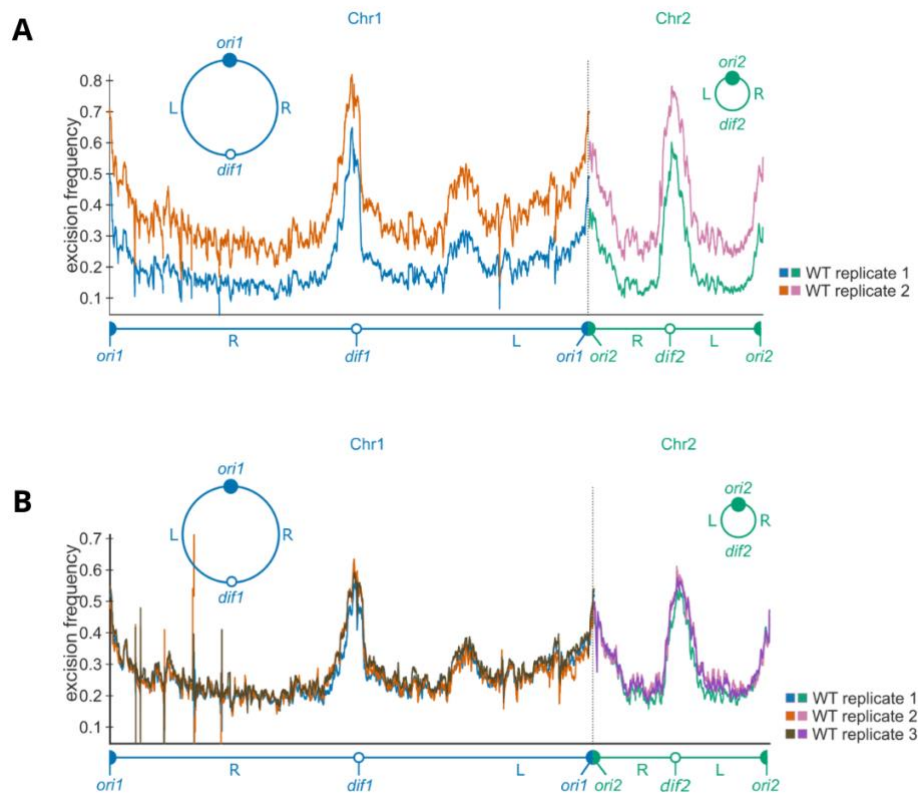 A
Chr1
Chr2
ori1
L
R
dif1
ori2
L
R
dif2
excision frequency
0.8
0.7
0.6
0.5
0.4
0.3
0.2
0.1
WT replicate 1
WT replicate 2
R
L
ori1
dif1
ori1
ori2
R
dif2
L
ori2
B
Chr1
Chr2
ori1
L
R
dif1
ori2
L
R
dif2
excision frequency
0.7
0.6
0.5
0.4
0.3
0.2
0.1
WT replicate 1
WT replicate 2
WT replicate 3
R
L
ori1
dif1
ori1
ori2
R
dif2
L
ori2